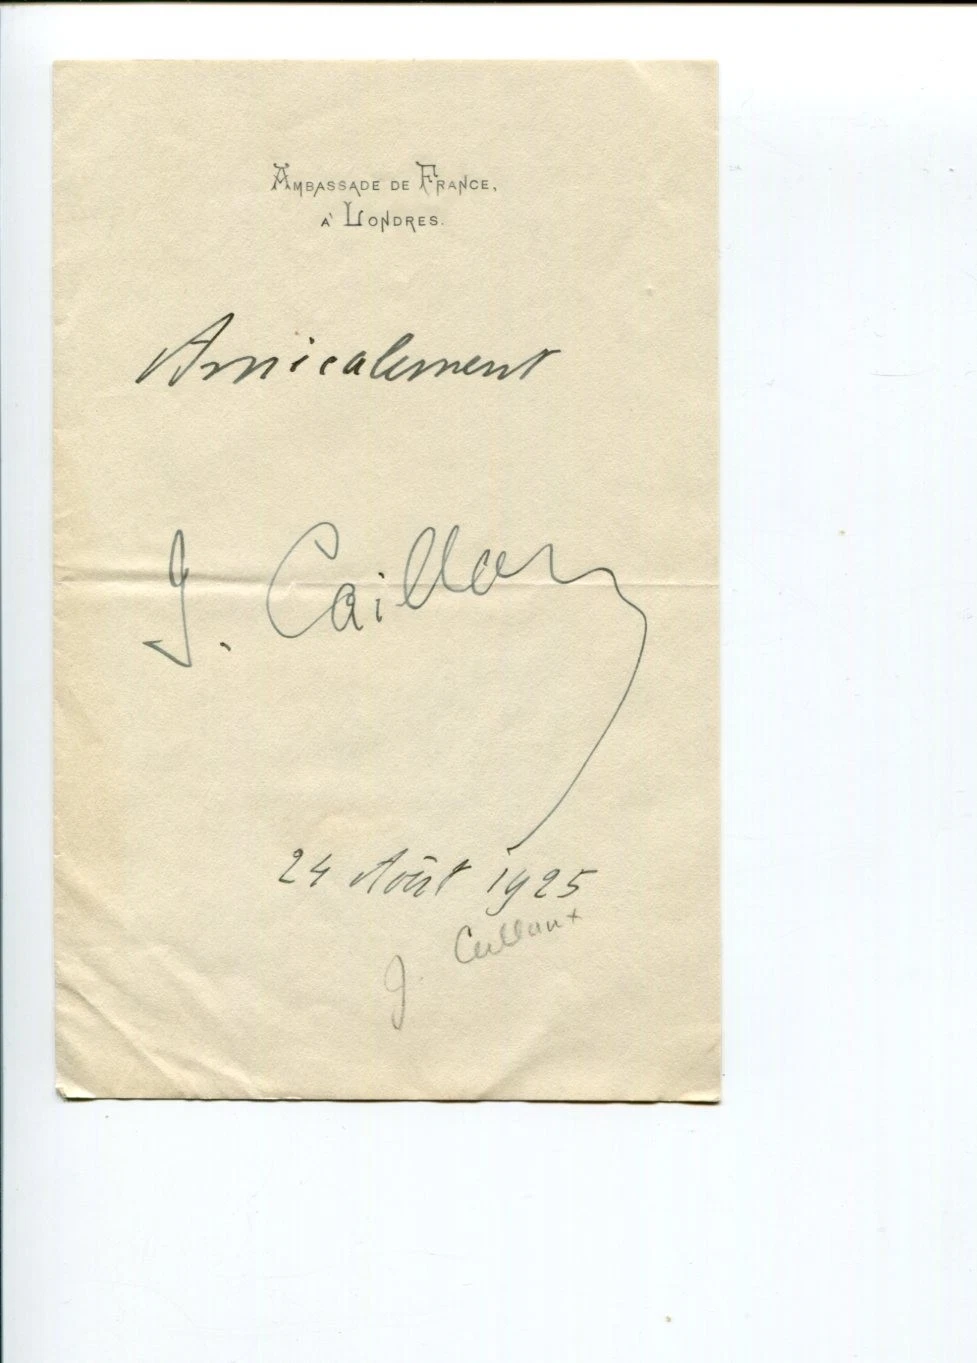 AMBASSADE DE FRANCE,
À LONDRES.
Amicalement
J. Caillaux
24 Août 1925
J. Caillaux